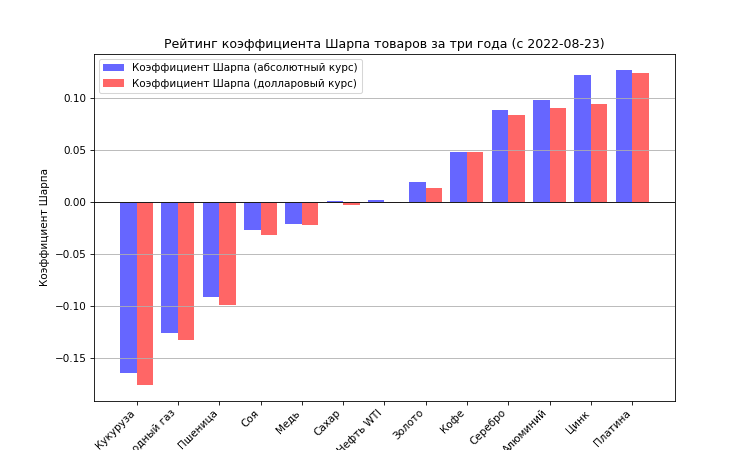 Рейтинг коэффициента Шарпа товаров за три года (с 2022-08-23)
Коэффициент Шарпа (абсолютный курс)
Коэффициент Шарпа (долларовый курс)
Коэффициент Шарпа
0.10
0.05
0.00
−0.05
−0.10
−0.15
Кукуруза
одный газ
Пшеница
Соя
Медь
Сахар
Нефть WTI
Золото
Кофе
Серебро
Алюминий
Цинк
Платина